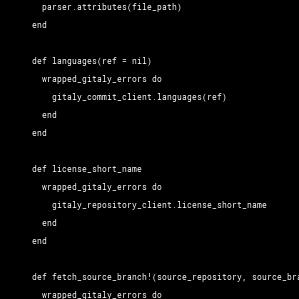 parser.attributes(file_path)
end
def languages(ref = nil)
wrapped_gitaly_errors do
gitaly_commit_client.languages(ref)
end
end
def license_short_name
wrapped_gitaly_errors do
gitaly_repository_client.license_short_name
end
end
def fetch_source_branch!(source_repository, source_bra
wrapped_gitaly_errors do